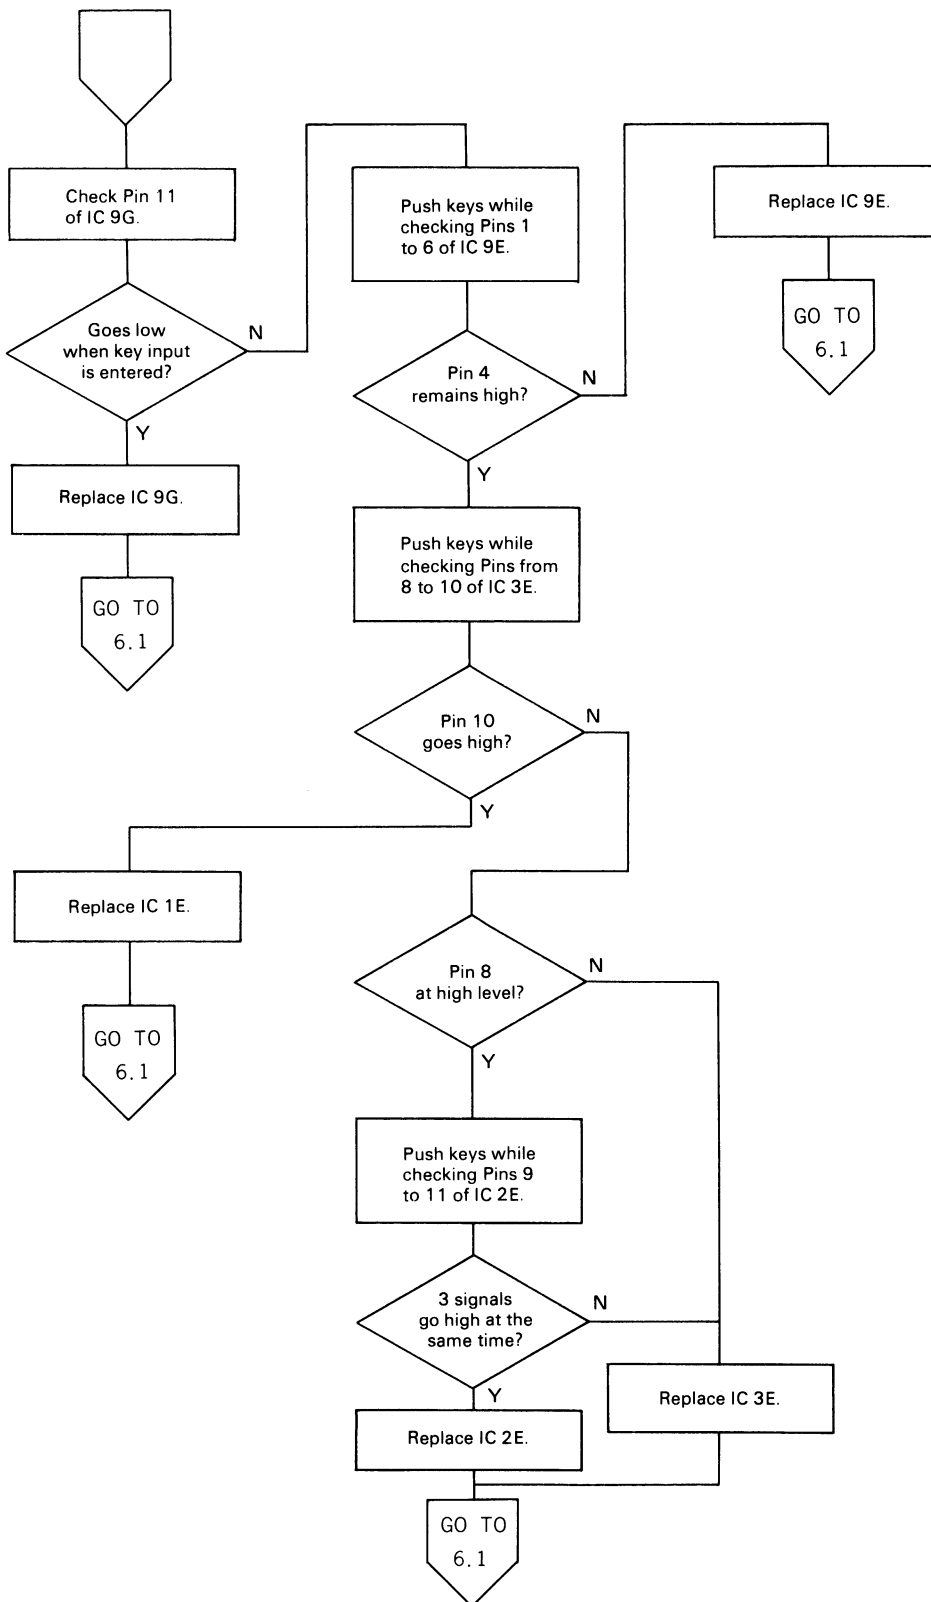 Check Pin 11
of IC 9G.
Goes low
when key input
is entered?
N
Y
Replace IC 9G.
GO TO
6.1
Push keys while
checking Pins 1
to 6 of IC 9E.
Pin 4
remains high?
N
Y
Replace IC 9E.
GO TO
6.1
Push keys while
checking Pins from
8 to 10 of IC 3E.
Pin 10
goes high?
N
Y
Replace IC 1E.
GO TO
6.1
Pin 8
at high level?
N
Y
Push keys while
checking Pins 9
to 11 of IC 2E.
3 signals
go high at the
same time?
N
Y
Replace IC 3E.
Replace IC 2E.
GO TO
6.1